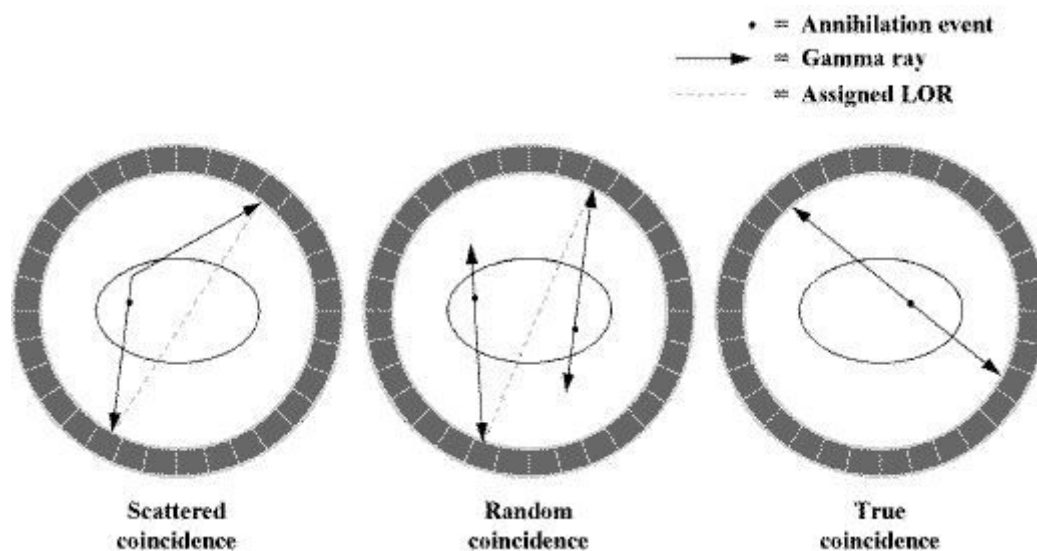 • = Annihilation event
= Gamma ray
= Assigned LOR
Scattered
coincidence
Random
coincidence
True
coincidence